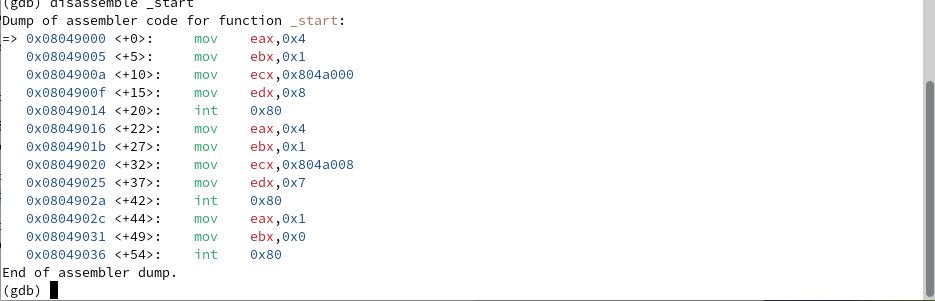 (gdb) disassemble _start
Dump of assembler code for function _start:
=> 0x08049000 <+0>:     mov    eax,0x4
   0x08049005 <+5>:     mov    ebx,0x1
   0x0804900a <+10>:    mov    ecx,0x804a000
   0x0804900f <+15>:    mov    edx,0x8
   0x08049014 <+20>:    int    0x80
   0x08049016 <+22>:    mov    eax,0x4
   0x0804901b <+27>:    mov    ebx,0x1
   0x08049020 <+32>:    mov    ecx,0x804a008
   0x08049025 <+37>:    mov    edx,0x7
   0x0804902a <+42>:    int    0x80
   0x0804902c <+44>:    mov    eax,0x1
   0x08049031 <+49>:    mov    ebx,0x0
   0x08049036 <+54>:    int    0x80
End of assembler dump.
(gdb)